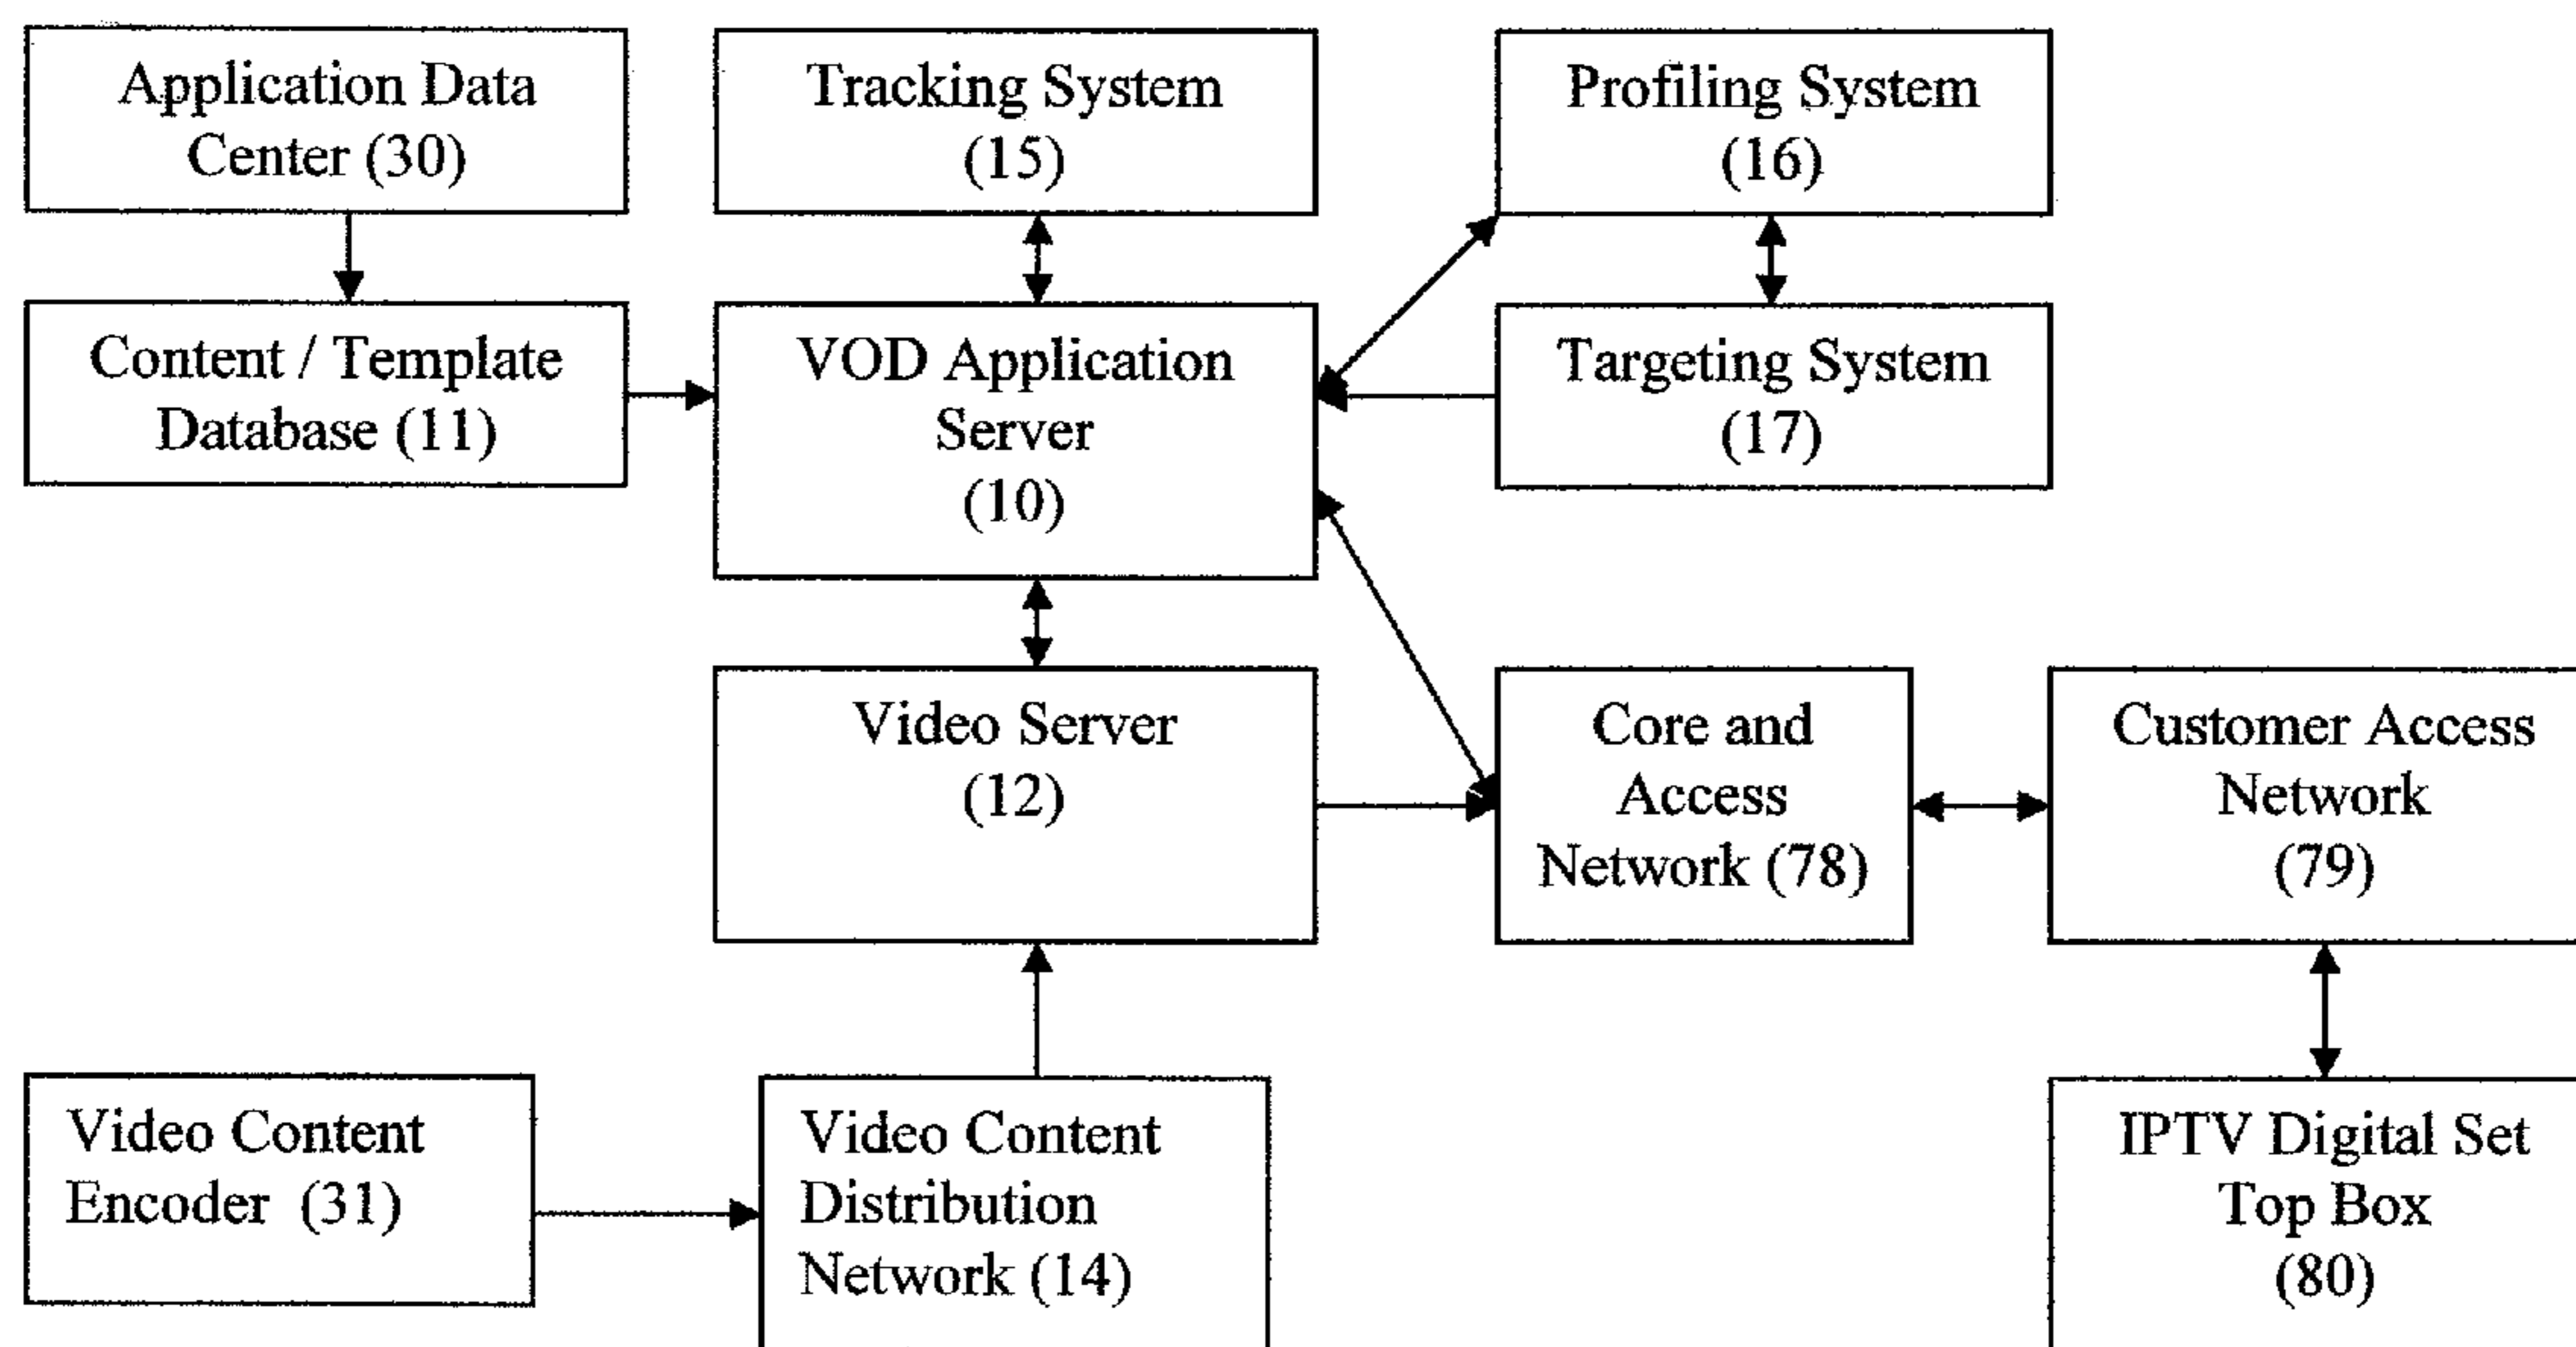 Application Data
Center (30)
Tracking System
(15)
Profiling System
(16)
Content / Template
Database (11)
VOD Application
Server
(10)
Targeting System
(17)
Video Server
(12)
Core and
Access
Network (78)
Customer Access
Network
(79)
Video Content
Encoder (31)
Video Content
Distribution
Network (14)
IPTV Digital Set
Top Box
(80)